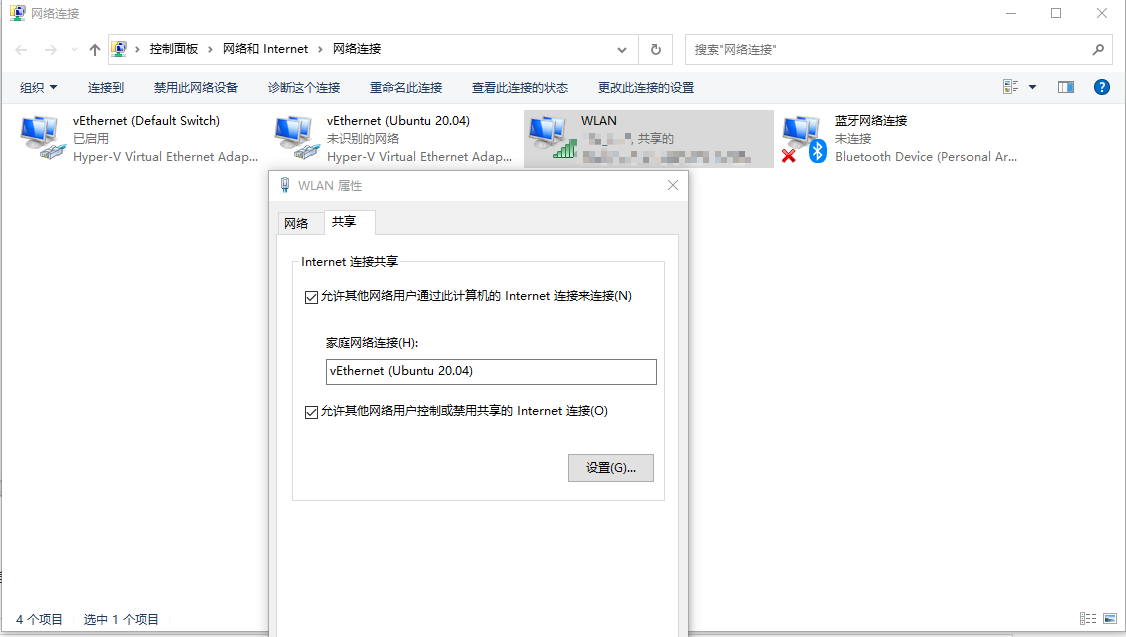 网络连接
控制面板 › 网络和 Internet › 网络连接
搜索"网络连接"
组织 连接到 禁用此网络设备 诊断这个连接 重命名此连接 查看此连接的状态 更改此连接的设置
vEthernet (Default Switch)
已启用
Hyper-V Virtual Ethernet Adap...
vEthernet (Ubuntu 20.04)
未识别的网络
Hyper-V Virtual Ethernet Adap...
WLAN
, 共享的
蓝牙网络连接
未连接
Bluetooth Device (Personal Ar...
WLAN 属性
网络 共享
Internet 连接共享
允许其他网络用户通过此计算机的 Internet 连接来连接(N)
家庭网络连接(H):
vEthernet (Ubuntu 20.04)
允许其他网络用户控制或禁用共享的 Internet 连接(O)
设置(G)...
4 个项目 选中 1 个项目